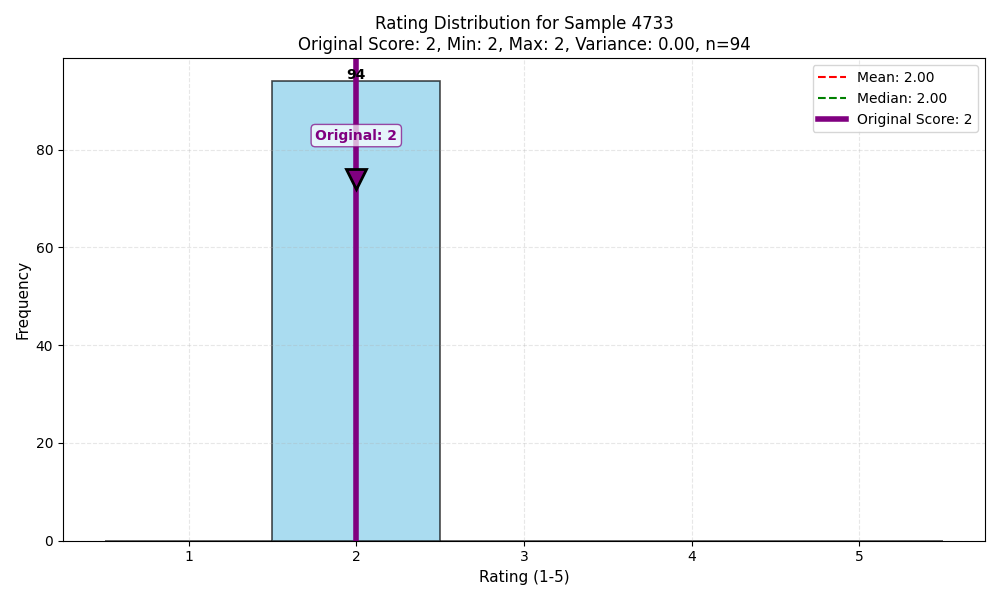 Rating Distribution for Sample 4733
Original Score: 2, Min: 2, Max: 2, Variance: 0.00, n=94
94
Original: 2
Mean: 2.00
Median: 2.00
Original Score: 2
Frequency
80
60
40
20
0
1 2 3 4 5
Rating (1-5)